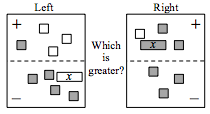 Left
Right
+
x
–
Which
is
greater?
+
x
–